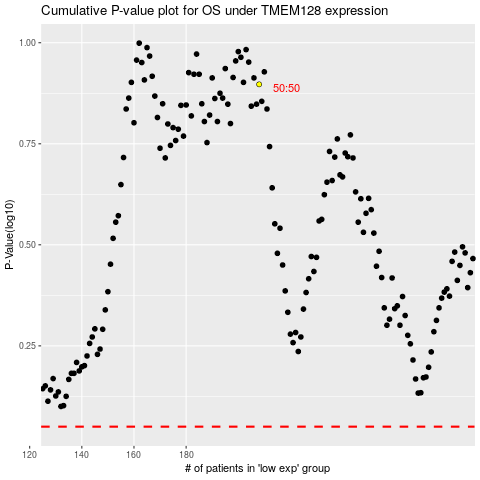 Cumulative P-value plot for OS under TMEM128 expression
P-Value(log10)
1.00
0.75
0.50
0.25
50:50
120 140 160 180
# of patients in 'low exp' group